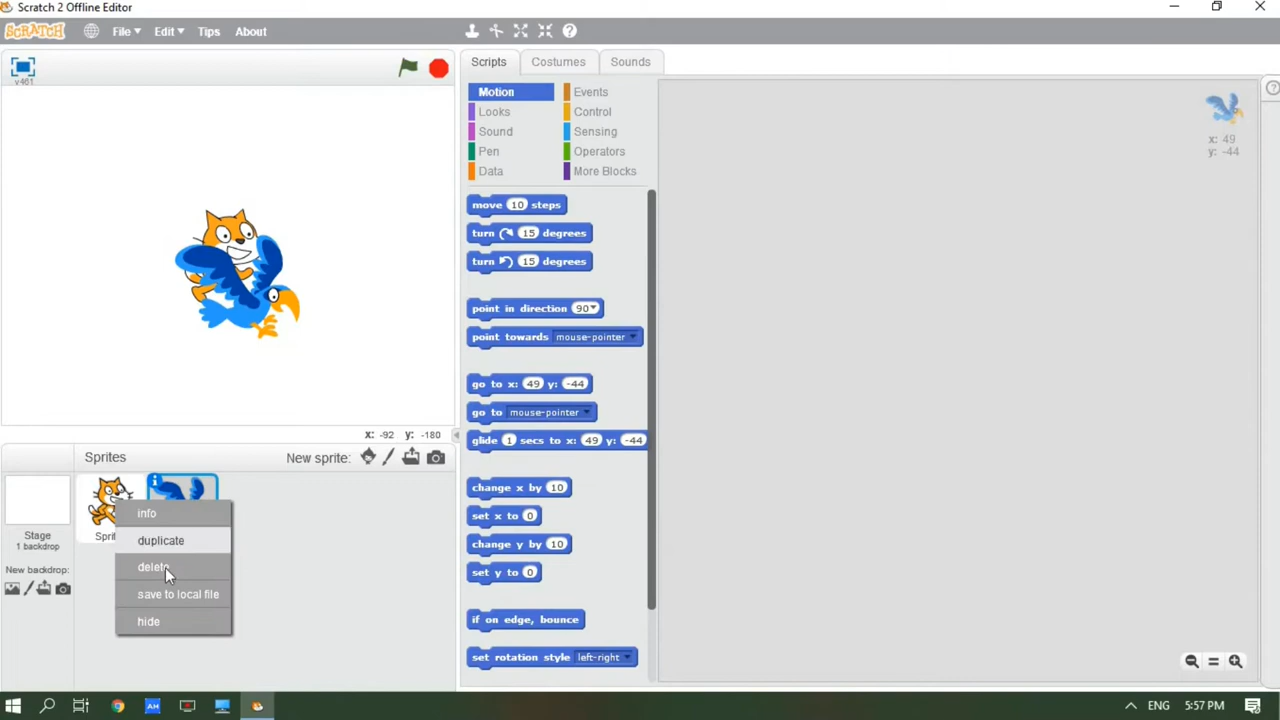 Scratch 2 Offline Editor
SCRATCH File Edit Tips About
v461
Scripts Costumes Sounds
Motion Events
Looks Control
Sound Sensing
Pen Operators
Data More Blocks
x: 49
y: -44
move 10 steps
turn 15 degrees
turn 15 degrees
point in direction 90
point towards mouse-pointer
go to x: 49 y: -44
go to mouse-pointer
glide 1 secs to x: 49 y: -44
change x by 10
set x to 0
change y by 10
set y to 0
if on edge, bounce
set rotation style left-right
x: -92 y: -180
Sprites New sprite:
Stage
1 backdrop
New backdrop:
info
duplicate
delete
save to local file
hide
ENG 5:57 PM
AM